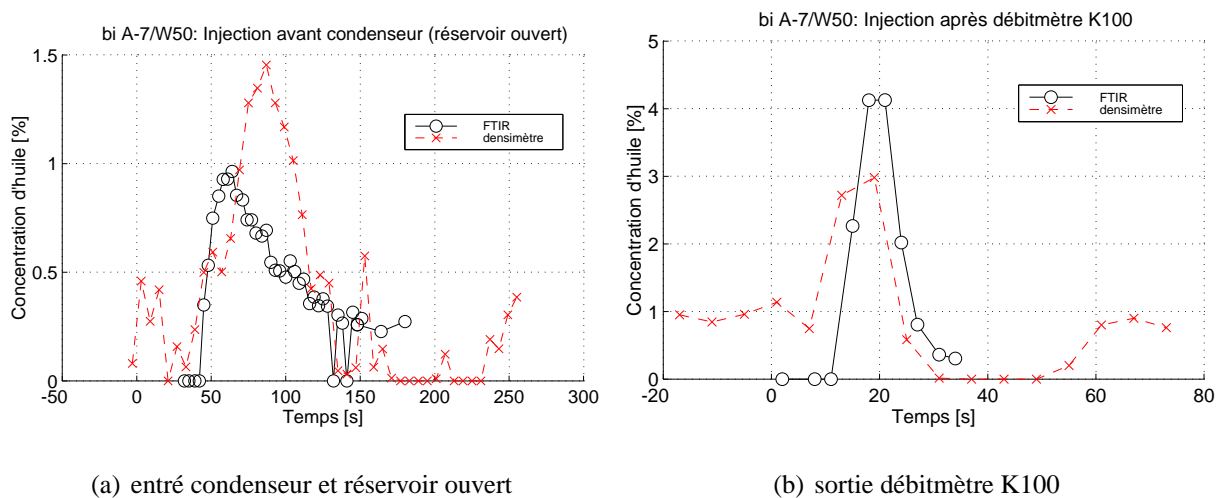 bi A-7/W50: Injection avant condenseur (réservoir ouvert)
1.5
1
0.5
0
Concentration d'huile [%]
FTIR
densimètre
-50
0
50
100
150
200
250
300
Temps [s]
(a) entré condenseur et réservoir ouvert
bi A-7/W50: Injection après débitmètre K100
5
4
3
2
1
0
Concentration d'huile [%]
FTIR
densimètre
-20
0
20
40
60
80
Temps [s]
(b) sortie débitmètre K100